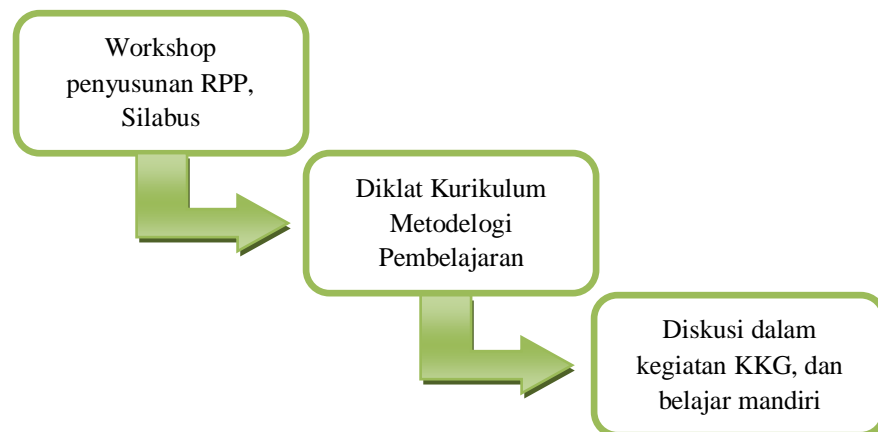 Workshop
penyusunan RPP,
Silabus
Diklat Kurikulum
Metodelogi
Pembelajaran
Diskusi dalam
kegiatan KKG, dan
belajar mandiri